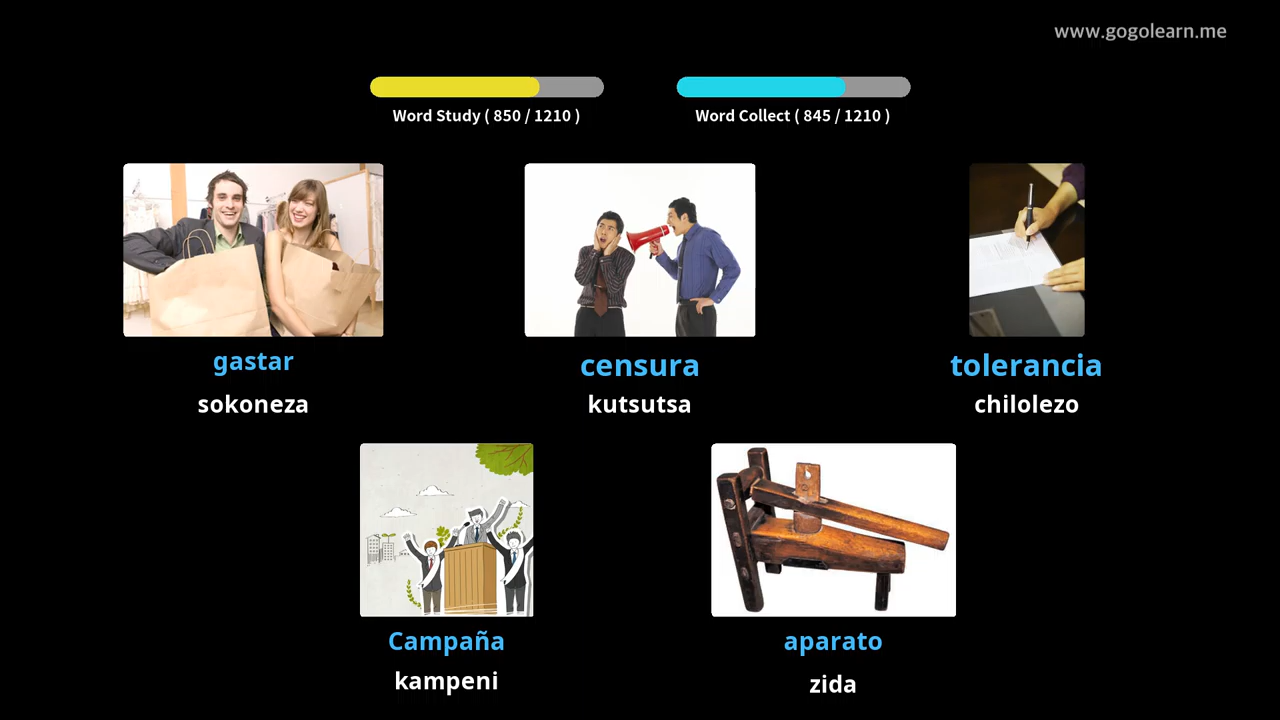 www.gogolearn.me
Word Study ( 850 / 1210 )
Word Collect ( 845 / 1210 )
gastar
sokoneza
censura
kutsutsa
tolerancia
chilolezo
Campaña
kampeni
aparato
zida